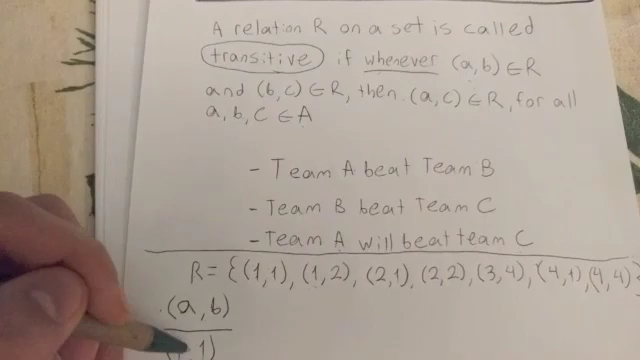 A relation R on a set is called
transitive if whenever (a,b) ∈ R
and (b,c) ∈ R, then (a,c) ∈ R, for all
a, b, c ∈ A
- Team A beat Team B
- Team B beat Team C
- Team A will beat team C
R = {(1,1), (1,2), (2,1), (2,2), (3,4), (4,1), (4,4)}
(a,b)
,1)